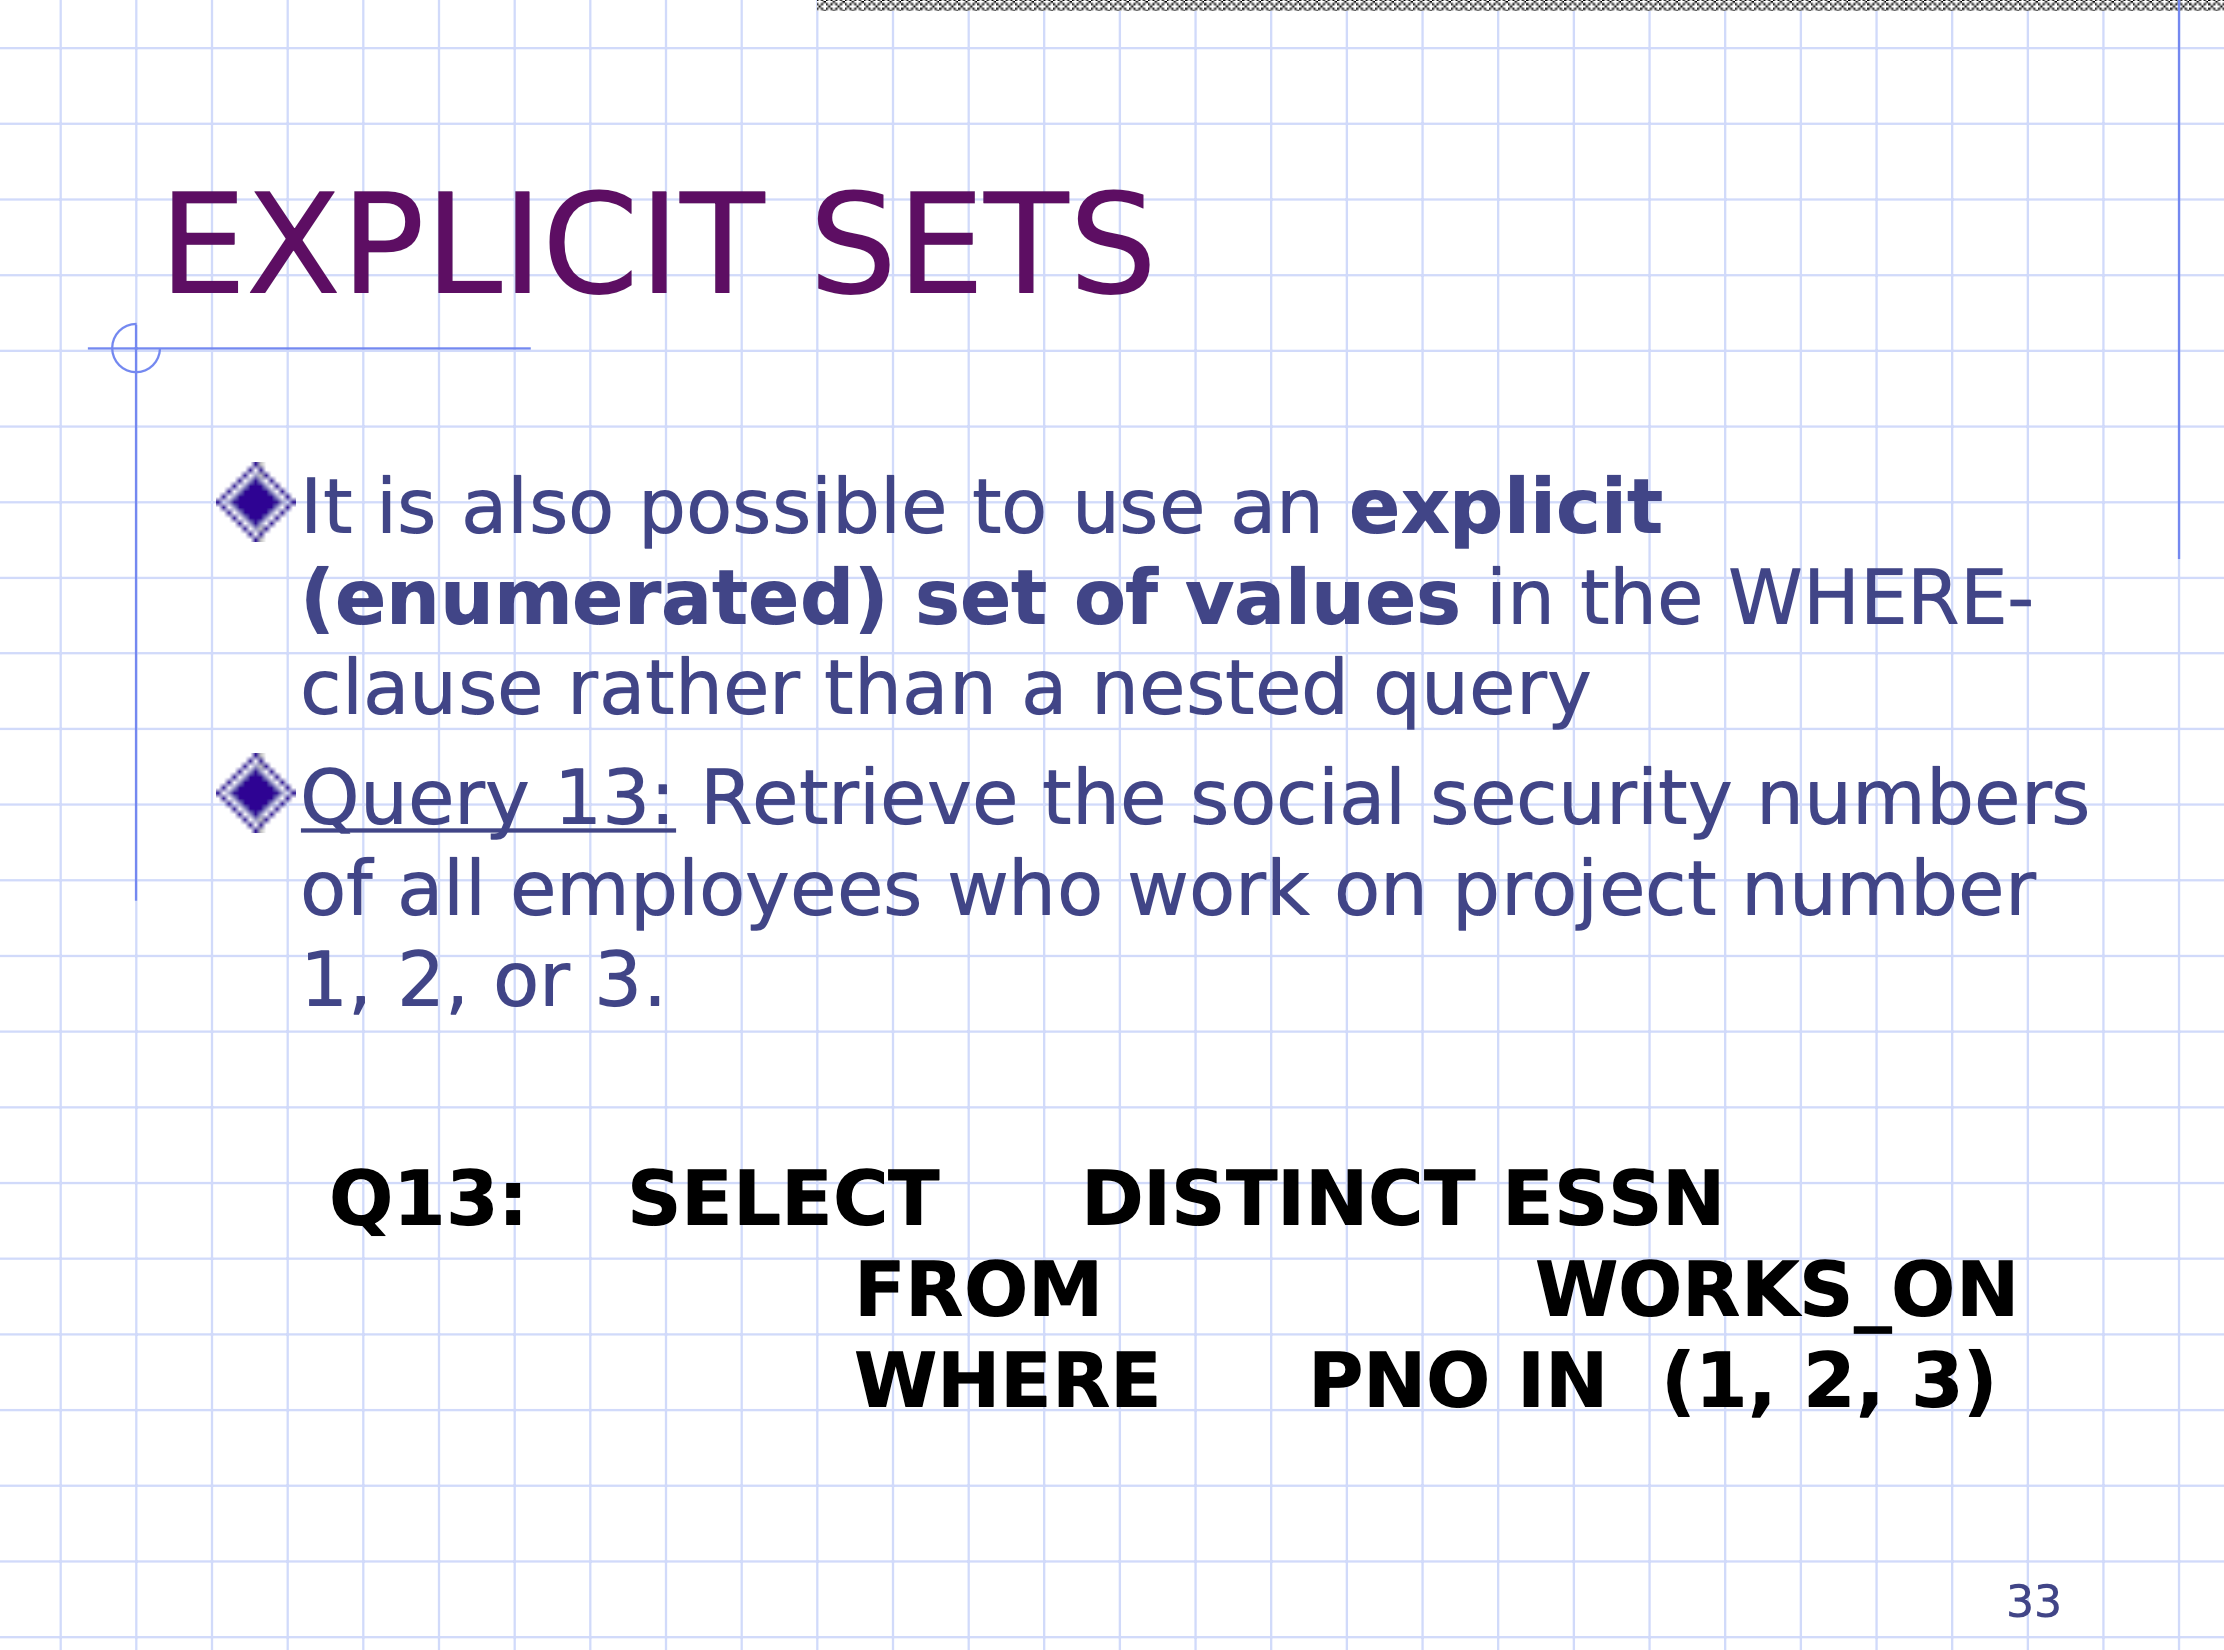 EXPLICIT SETS
It is also possible to use an explicit
(enumerated) set of values in the WHERE-
clause rather than a nested query
Query 13: Retrieve the social security numbers
of all employees who work on project number
1, 2, or 3.
Q13: SELECT DISTINCT ESSN
FROM WORKS_ON
WHERE PNO IN (1, 2, 3)
33